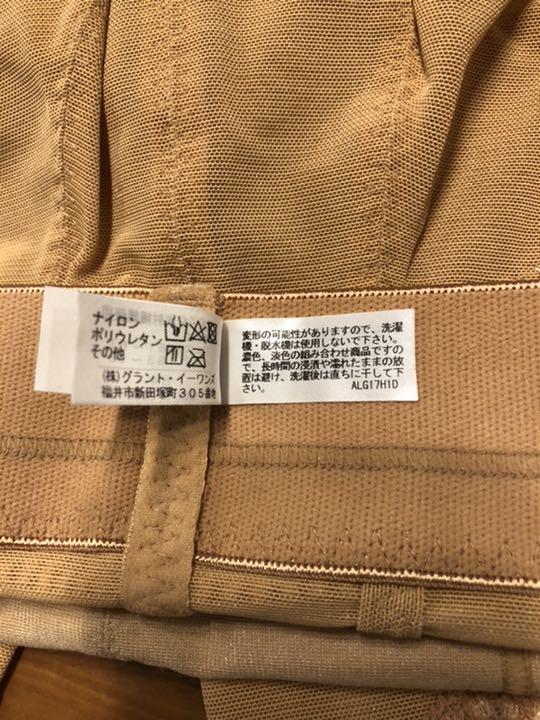 ナイロン
ポリウレタン
その他
(株)グラント・イーワンズ
福井市新田塚町305番地
変形の可能性がありますので、洗濯
機・脱水機は使用しないで下さい。
濃色、淡色の組み合わせ商品ですの
で、長時間の浸漬や濡れたままの放
置は避け、洗濯後は直ちに干して下
さい。
ALG17H1D